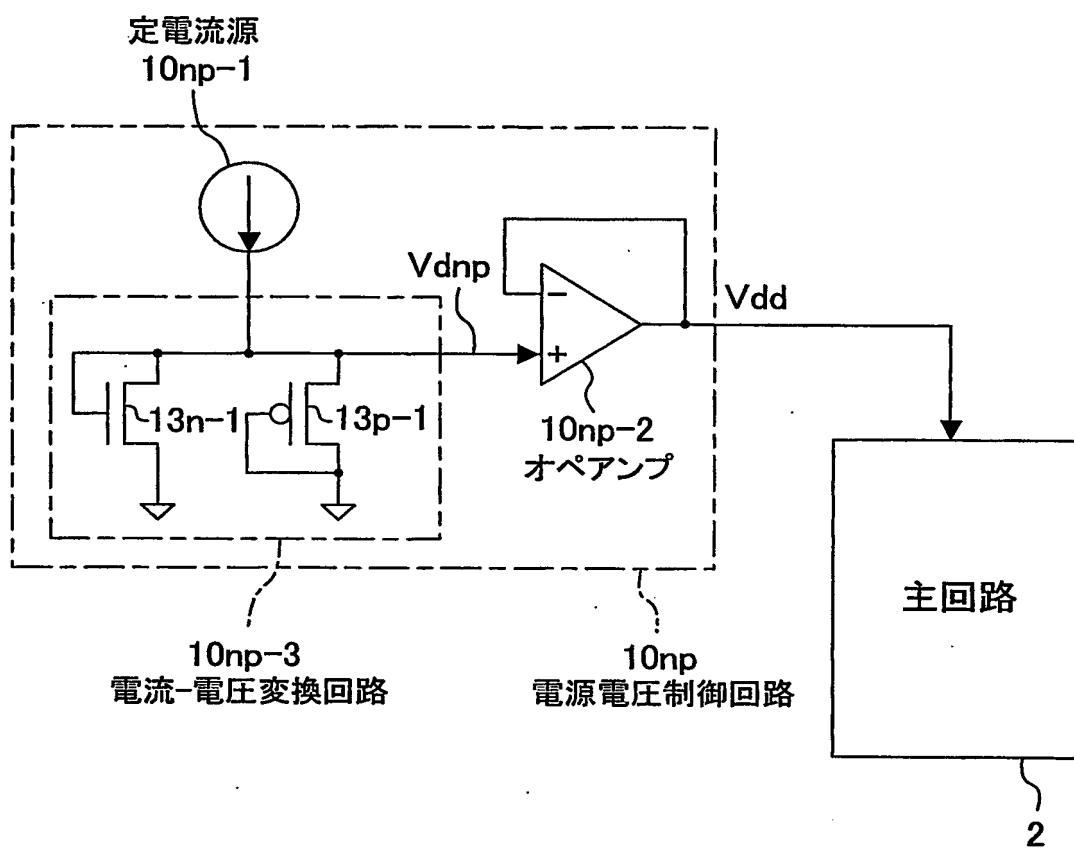 定電流源
10np-1
Vdnp
Vdd
−
+
13n-1
13p-1
10np-2
オペアンプ
主回路
10np-3
電流-電圧変換回路
10np
電源電圧制御回路
2